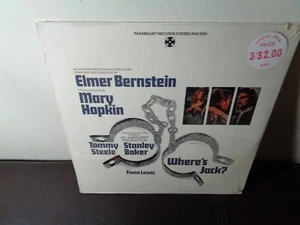 PARAMOUNT RECORDS STEREO PAS 5005
Elmer Bernstein
Mary
Hopkin
PRICE
3/$2.00
Tommy
Steele
Stanley
Baker
Fiona Lewis
Where's
Jack?